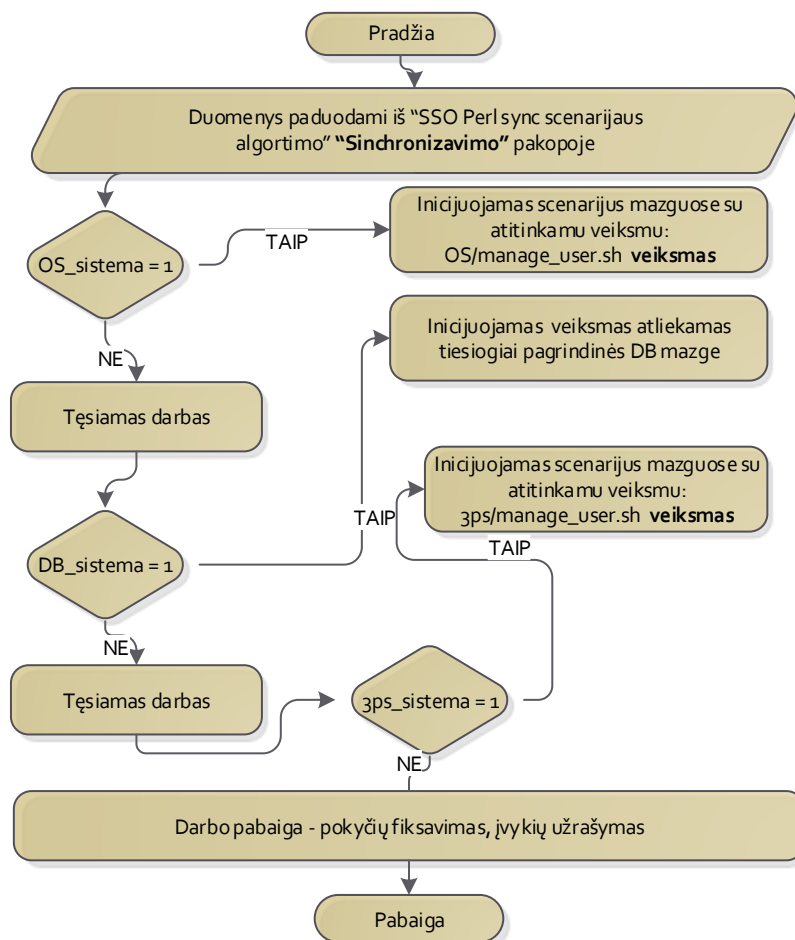 Pradžia
Duomenys paduodami iš “SSO Perl sync scenarijaus
algortimo” “Sinchronizavimo” pakopoje
Inicijuojamas scenarijus mazguose su
atitinkamu veiksmu:
OS/manage_user.sh veiksmas
TAIP
OS_sistema = 1
Inicijuojamas veiksmas atliekamas
tiesiogiai pagrindinės DB mazge
NE
Tęsiamas darbas
Inicijuojamas scenarijus mazguose su
atitinkamu veiksmu:
3ps/manage_user.sh veiksmas
TAIP
TAIP
DB_sistema = 1
NE
Tęsiamas darbas
3ps_sistema = 1
NE
Darbo pabaiga - pokyčių fiksavimas, įvykių užrašymas
Pabaiga